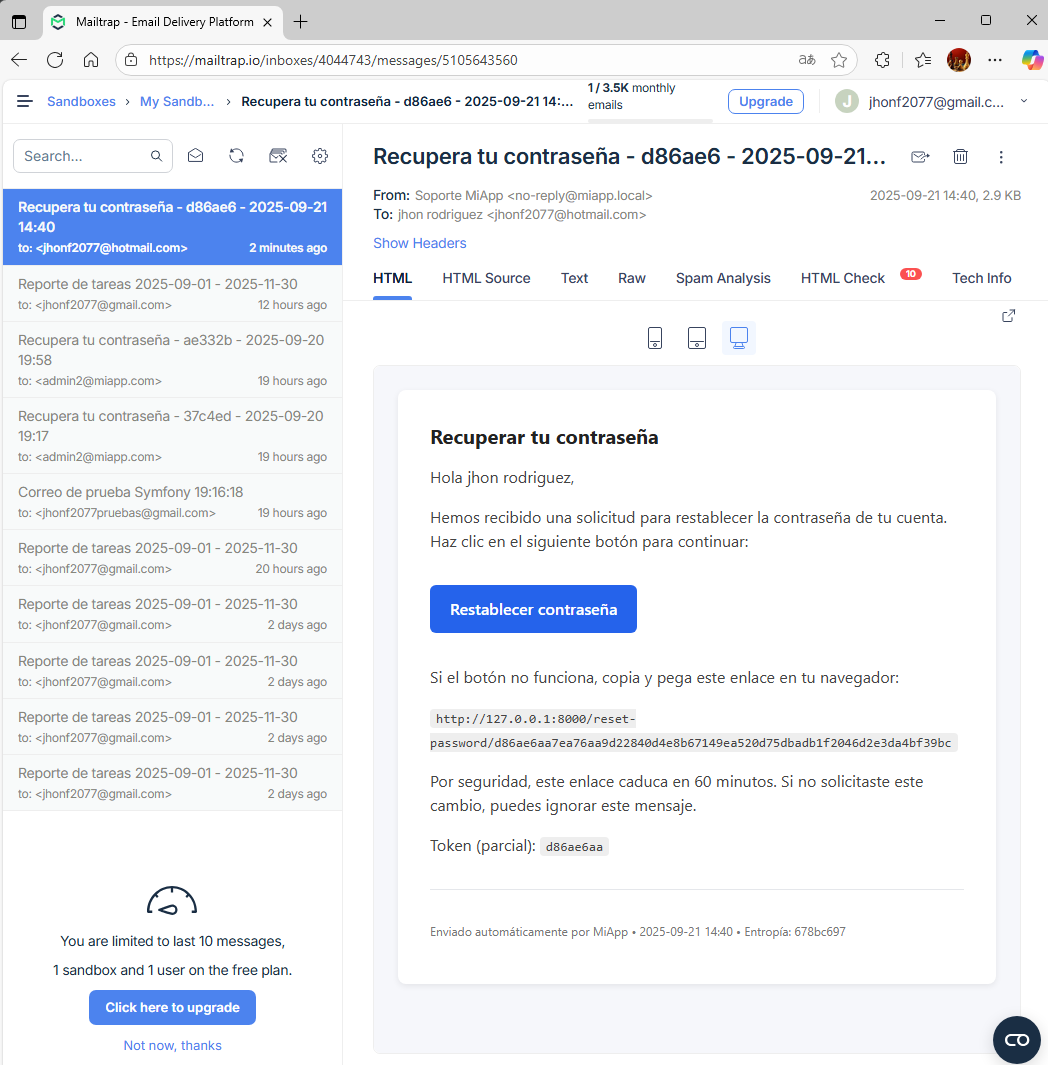 Mailtrap - Email Delivery Platform
https://mailtrap.io/inboxes/4044743/messages/5105643560
Sandboxes › My Sandb... › Recupera tu contraseña - d86ae6 - 2025-09-21 14:...
1 / 3.5K monthly
emails
Upgrade
J
jhonf2077@gmail.c...
Search...
Recupera tu contraseña - d86ae6 - 2025-09-21
14:40
to: <jhonf2077@hotmail.com> 2 minutes ago
Reporte de tareas 2025-09-01 - 2025-11-30
to: <jhonf2077@gmail.com> 12 hours ago
Recupera tu contraseña - ae332b - 2025-09-20
19:58
to: <admin2@miapp.com> 19 hours ago
Recupera tu contraseña - 37c4ed - 2025-09-20
19:17
to: <admin2@miapp.com> 19 hours ago
Correo de prueba Symfony 19:16:18
to: <jhonf2077pruebas@gmail.com> 19 hours ago
Reporte de tareas 2025-09-01 - 2025-11-30
to: <jhonf2077@gmail.com> 20 hours ago
Reporte de tareas 2025-09-01 - 2025-11-30
to: <jhonf2077@gmail.com> 2 days ago
Reporte de tareas 2025-09-01 - 2025-11-30
to: <jhonf2077@gmail.com> 2 days ago
Reporte de tareas 2025-09-01 - 2025-11-30
to: <jhonf2077@gmail.com> 2 days ago
Reporte de tareas 2025-09-01 - 2025-11-30
to: <jhonf2077@gmail.com> 2 days ago
You are limited to last 10 messages,
1 sandbox and 1 user on the free plan.
Click here to upgrade
Not now, thanks
Recupera tu contraseña - d86ae6 - 2025-09-21...
From: Soporte MiApp <no-reply@miapp.local> 2025-09-21 14:40, 2.9 KB
To: jhon rodriguez <jhonf2077@hotmail.com>
Show Headers
HTML HTML Source Text Raw Spam Analysis HTML Check 10 Tech Info
Recuperar tu contraseña
Hola jhon rodriguez,
Hemos recibido una solicitud para restablecer la contraseña de tu cuenta.
Haz clic en el siguiente botón para continuar:
Restablecer contraseña
Si el botón no funciona, copia y pega este enlace en tu navegador:
http://127.0.0.1:8000/reset-
password/d86ae6aa7ea76aa9d22840d4e8b67149ea520d75dbadb1f2046d2e3da4bf39bc
Por seguridad, este enlace caduca en 60 minutos. Si no solicitaste este
cambio, puedes ignorar este mensaje.
Token (parcial): d86ae6aa
Enviado automáticamente por MiApp • 2025-09-21 14:40 • Entropía: 678bc697